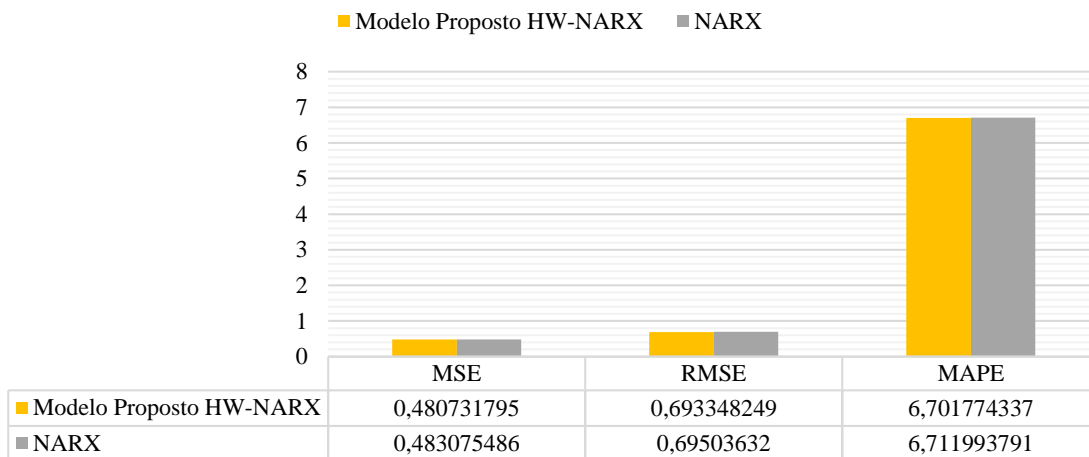 Modelo Proposto HW-NARX NARX
8
7
6
5
4
3
2
1
0
MSE RMSE MAPE
Modelo Proposto HW-NARX 0,480731795 0,693348249 6,701774337
NARX 0,483075486 0,69503632 6,711993791